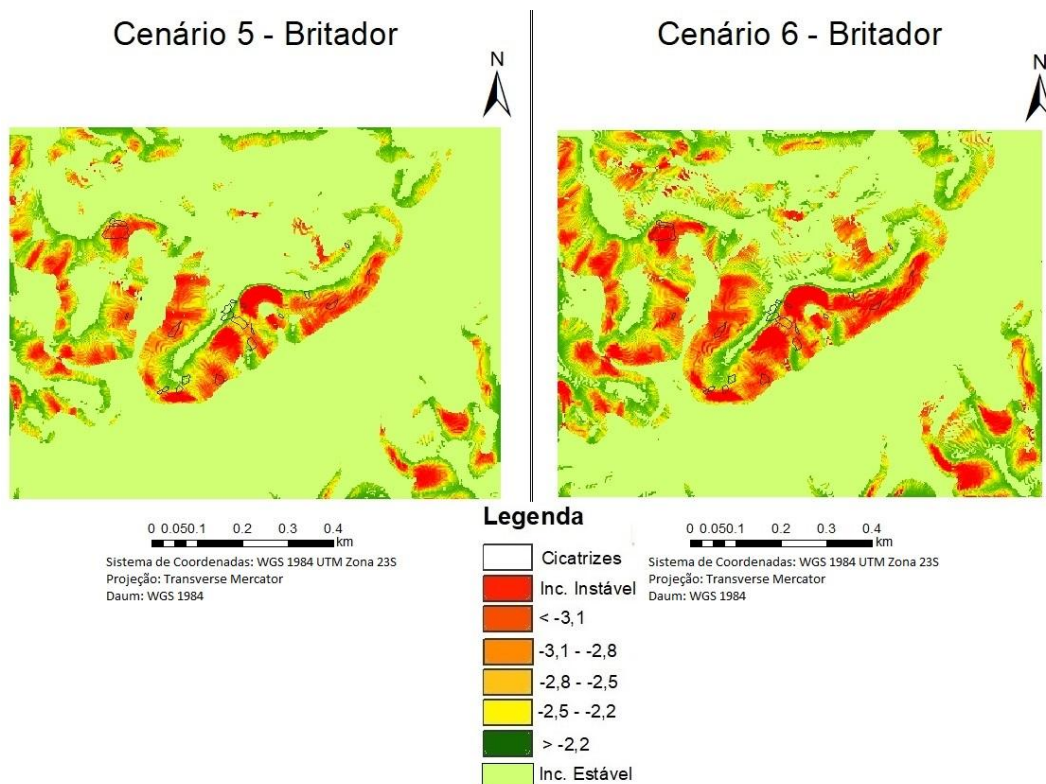 Cenário 5 - Britador
N
0 0.050.1 0.2 0.3 0.4
km
Sistema de Coordenadas: WGS 1984 UTM Zona 23S
Projeção: Transverse Mercator
Daum: WGS 1984
Cenário 6 - Britador
N
0 0.050.1 0.2 0.3 0.4
km
Sistema de Coordenadas: WGS 1984 UTM Zona 23S
Projeção: Transverse Mercator
Daum: WGS 1984
Legenda
Cicatrizes
Inc. Instável
< -3,1
-3,1 - -2,8
-2,8 - -2,5
-2,5 - -2,2
> -2,2
Inc. Estável